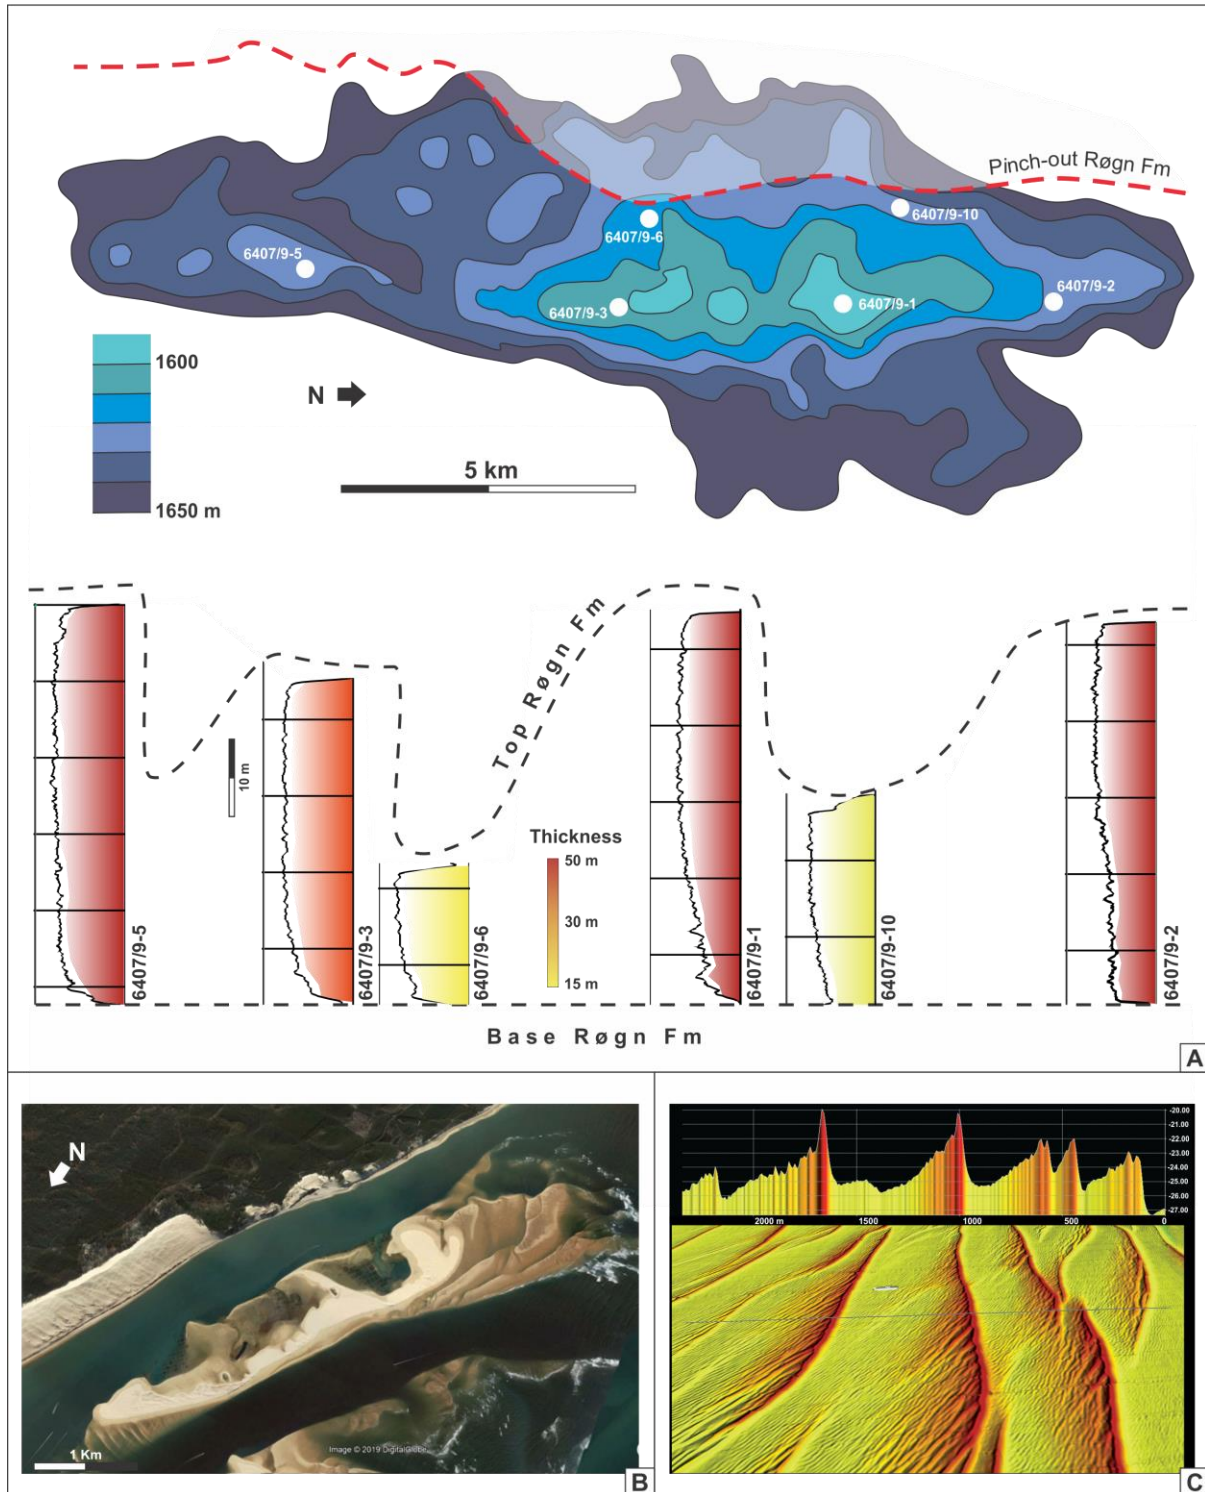 Pinch-out Røgn Fm
6407/9-10
6407/9-6
6407/9-5
6407/9-2
6407/9-3
6407/9-1
1600
1650 m
N
5 km
Top Røgn Fm
10 m
Thickness
50 m
30 m
15 m
6407/9-5
6407/9-3
6407/9-6
6407/9-1
6407/9-10
6407/9-2
Base Røgn Fm
A
N
1 Km
Image © 2019 DigitalGlobe
B
-20.00
-21.00
-22.00
-23.00
-24.00
-25.00
-26.00
-27.00
2000 m
1500
1000
500
0
C